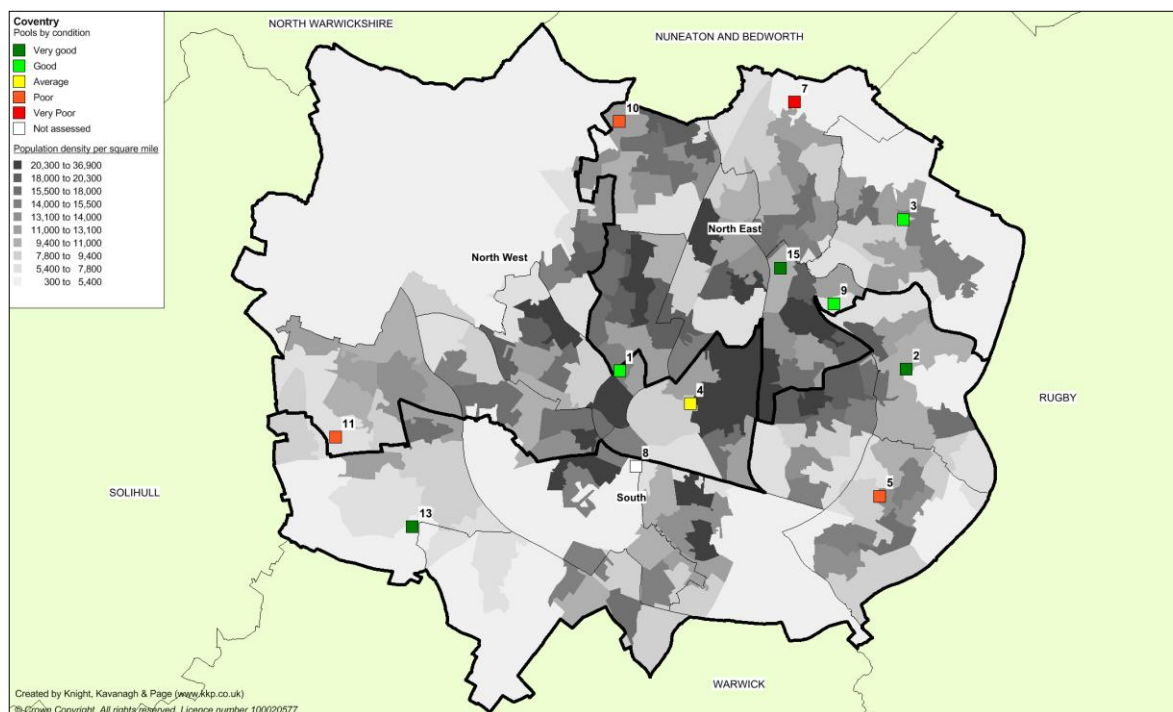 Coventry
Pools by condition
Very good
Good
Average
Poor
Very Poor
Not assessed
Population density per square mile
20,300 to 36,900
18,000 to 20,300
15,500 to 18,000
14,000 to 15,500
13,100 to 14,000
11,000 to 13,100
9,400 to 11,000
7,800 to 9,400
5,400 to 7,800
300 to 5,400
NORTH WARWICKSHIRE
NUNEATON AND BEDWORTH
7
10
3
North East
North West
15
9
1
2
4
RUGBY
11
8
SOLIHULL
South
5
13
WARWICK
Created by Knight, Kavanagh & Page (www.kkp.co.uk)
© Crown Copyright. All rights reserved. Licence number 100020577.